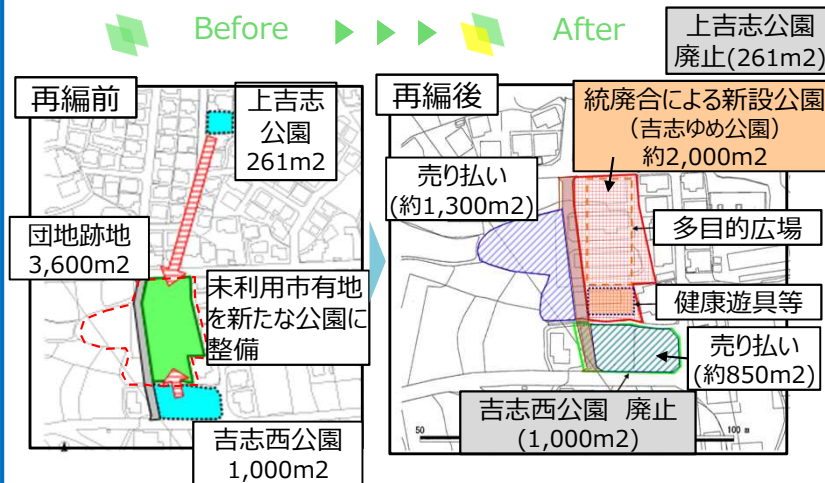 Before
After
上吉志公園
廃止(261m2)
再編前
上吉志
公園
261m2
団地跡地
3,600m2
未利用市有地
を新たな公園に
整備
吉志西公園
1,000m2
再編後
統廃合による新設公園
(吉志ゆめ公園)
約2,000m2
売り払い
(約1,300m2)
多目的広場
健康遊具等
売り払い
(約850m2)
吉志西公園 廃止
(1,000m2)
50
100 m